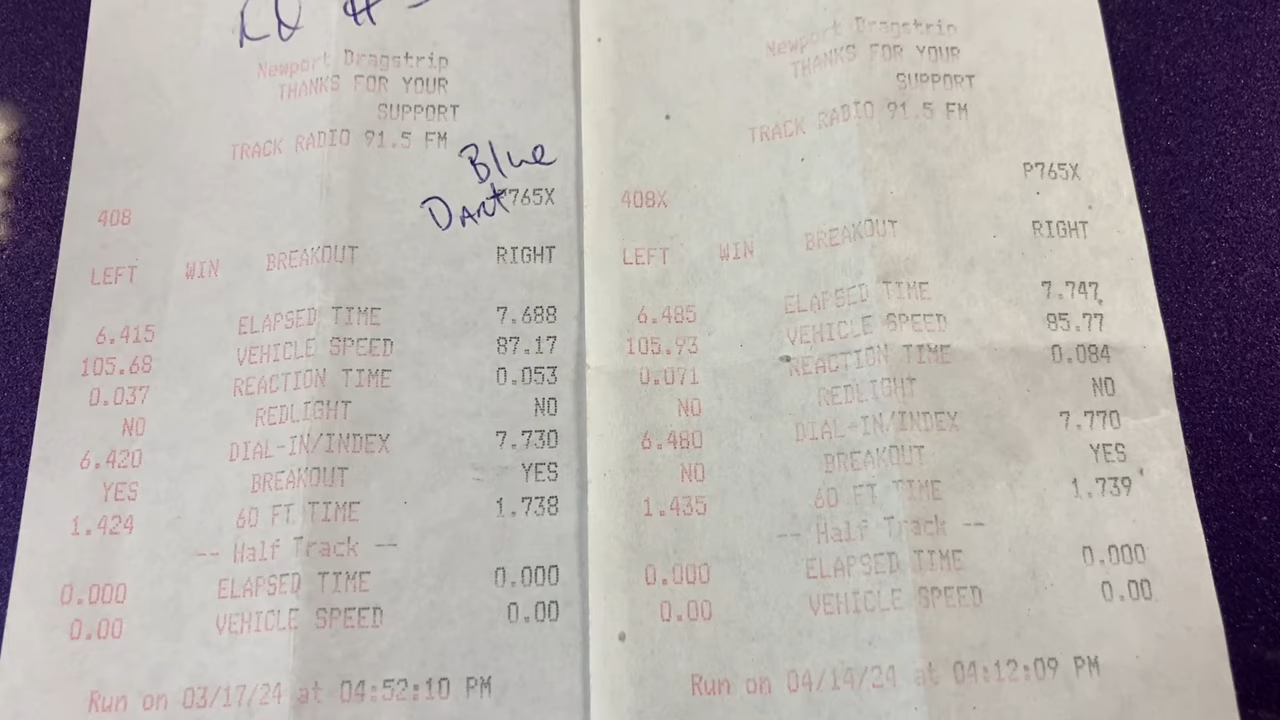 Newport Dragstrip
THANKS FOR YOUR
SUPPORT
TRACK RADIO 91.5 FM
Blue
Dart
408 P765X
LEFT WIN BREAKOUT RIGHT
6.415 ELAPSED TIME 7.688
105.68 VEHICLE SPEED 87.17
0.037 REACTION TIME 0.053
NO REDLIGHT NO
6.420 DIAL-IN/INDEX 7.730
YES BREAKOUT YES
1.424 60 FT TIME 1.738
-- Half Track --
0.000 ELAPSED TIME 0.000
0.00 VEHICLE SPEED 0.00
Run on 03/17/24 at 04:52:10 PM
Newport Dragstrip
THANKS FOR YOUR
SUPPORT
TRACK RADIO 91.5 FM
P765X
408X
LEFT WIN BREAKOUT RIGHT
6.485 ELAPSED TIME 7.747
105.93 VEHICLE SPEED 85.77
0.071 REACTION TIME 0.084
NO REDLIGHT NO
6.480 DIAL-IN/INDEX 7.770
NO BREAKOUT YES
1.435 60 FT TIME 1.739
-- Half Track --
0.000 ELAPSED TIME 0.000
0.00 VEHICLE SPEED 0.00
Run on 04/14/24 at 04:12:09 PM